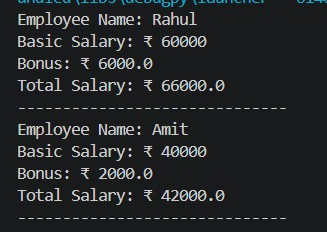 Employee Name: Rahul
Basic Salary: ₹ 60000
Bonus: ₹ 6000.0
Total Salary: ₹ 66000.0
------------------------------
Employee Name: Amit
Basic Salary: ₹ 40000
Bonus: ₹ 2000.0
Total Salary: ₹ 42000.0
------------------------------